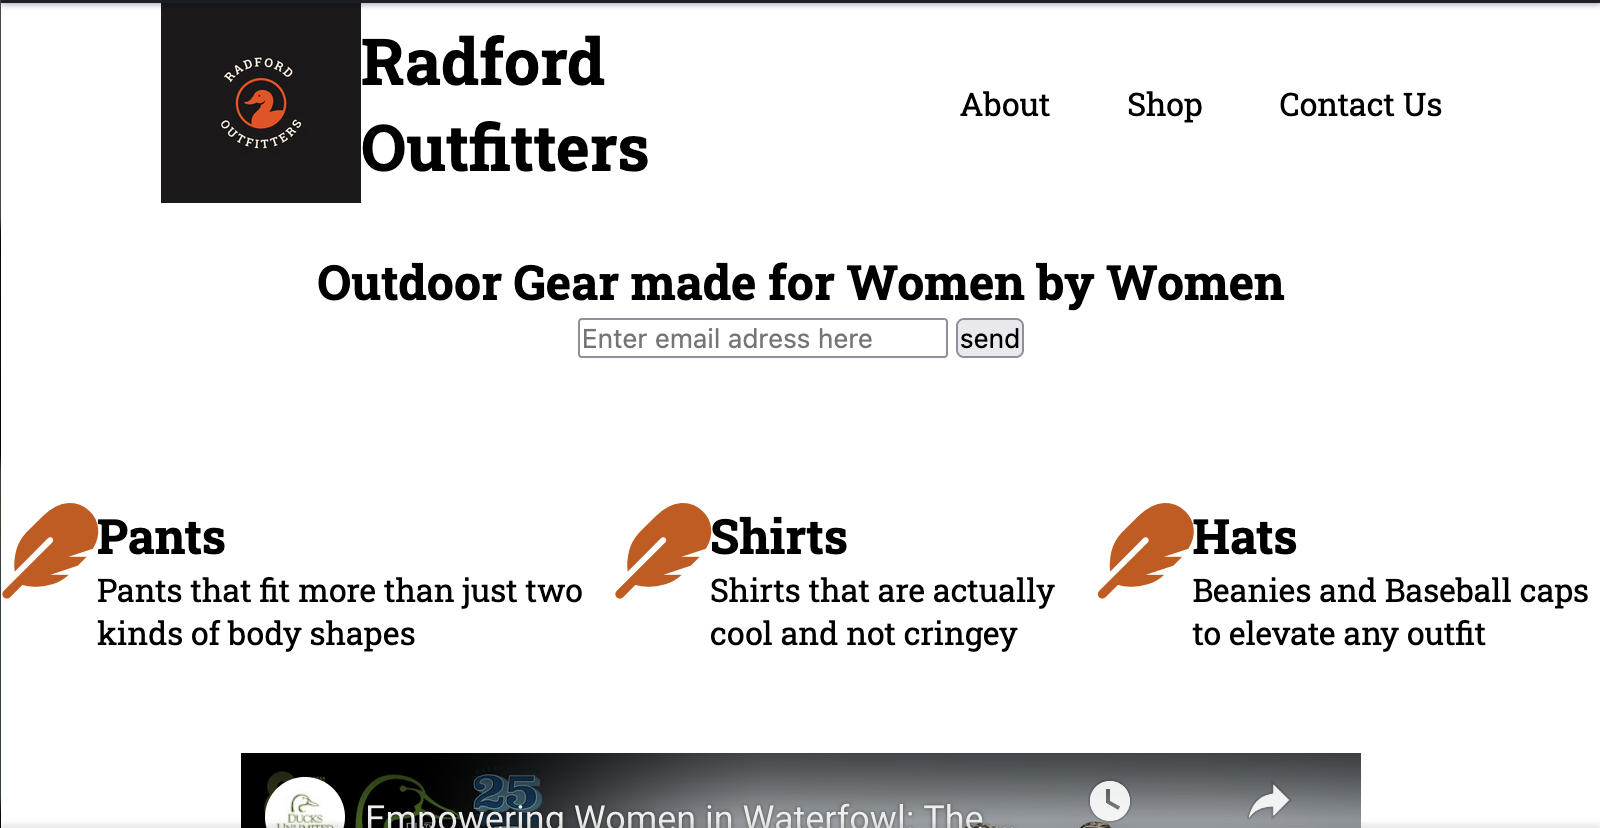 RADFORD
OUTFITTERS
Radford
Outfitters
About
Shop
Contact Us
Outdoor Gear made for Women by Women
Enter email adress here
send
Pants
Pants that fit more than just two
kinds of body shapes
Shirts
Shirts that are actually
cool and not cringey
Hats
Beanies and Baseball caps
to elevate any outfit
25
DUCKS
UNLIMITED
Empowering Women in Waterfowl: The